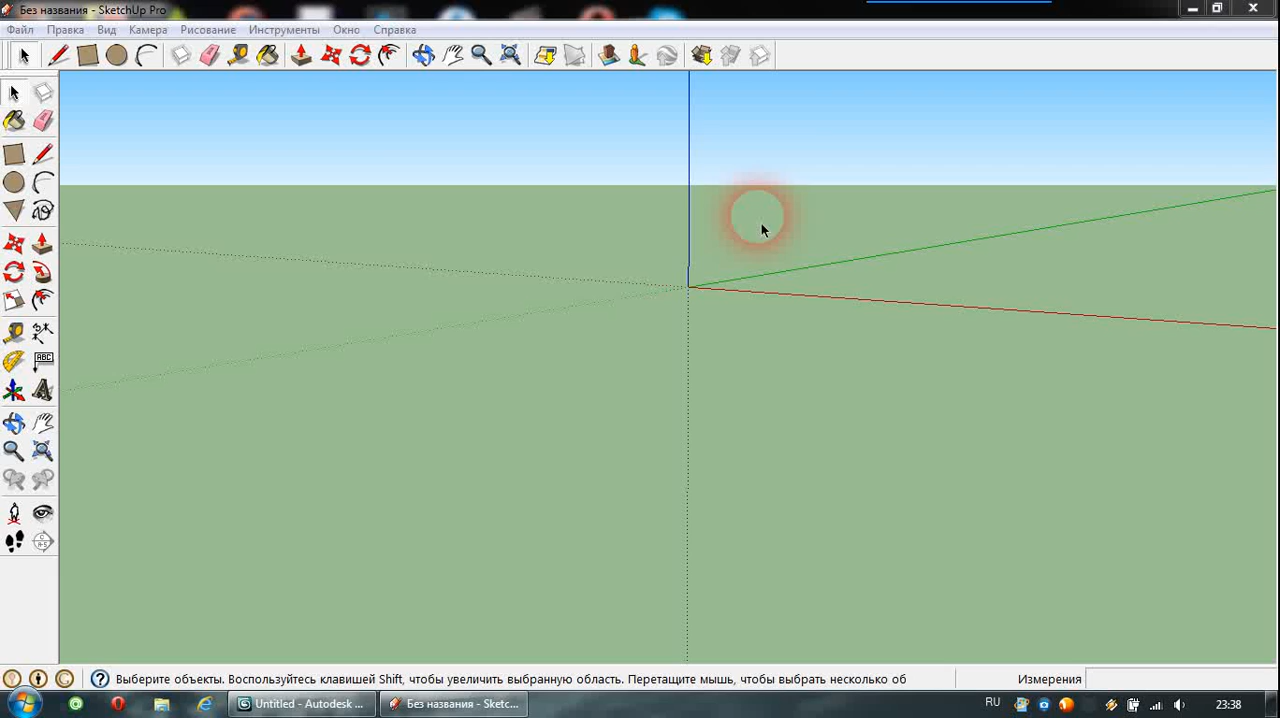 Без названия - SketchUp Pro
Файл Правка Вид Камера Рисование Инструменты Окно Справка
ABC
Выберите объекты. Воспользуйтесь клавишей Shift, чтобы увеличить выбранную область. Перетащите мышь, чтобы выбрать несколько об
Измерения
Untitled - Autodesk ...
Без названия - Sketc...
RU
23:38